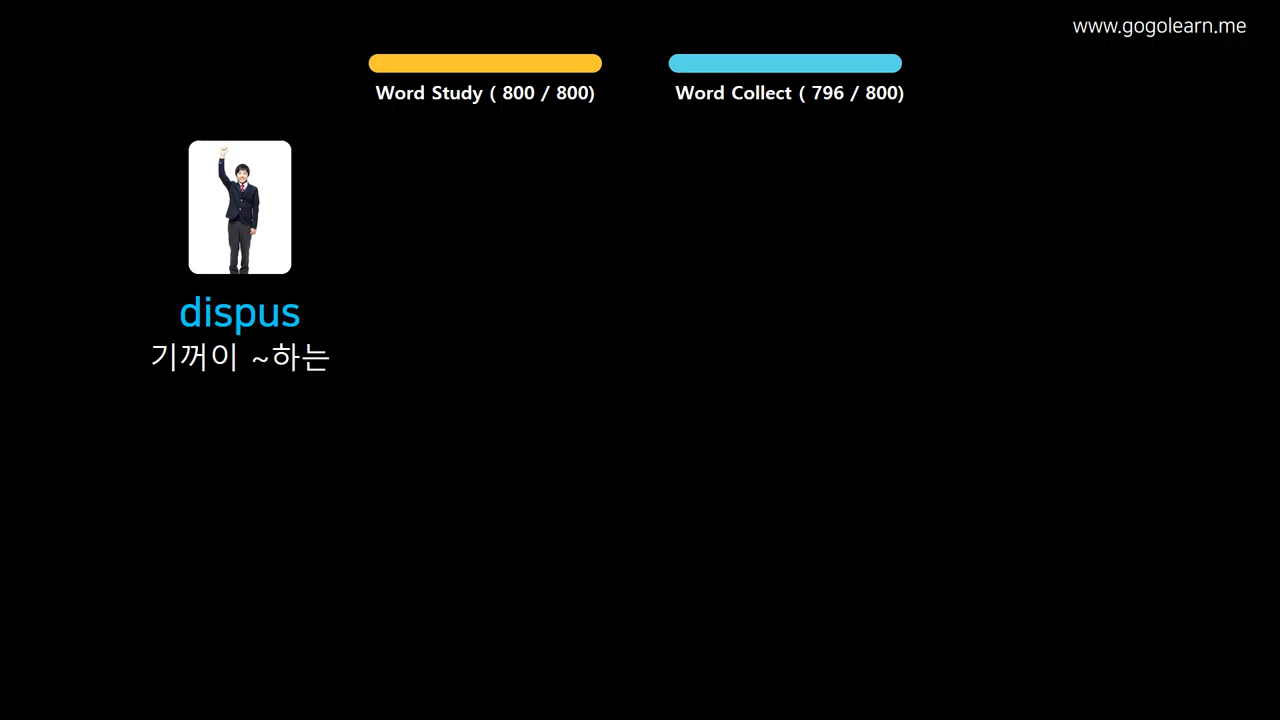 www.gogolearn.me
Word Study ( 800 / 800)
Word Collect ( 796 / 800)
dispus
기꺼이 ~하는